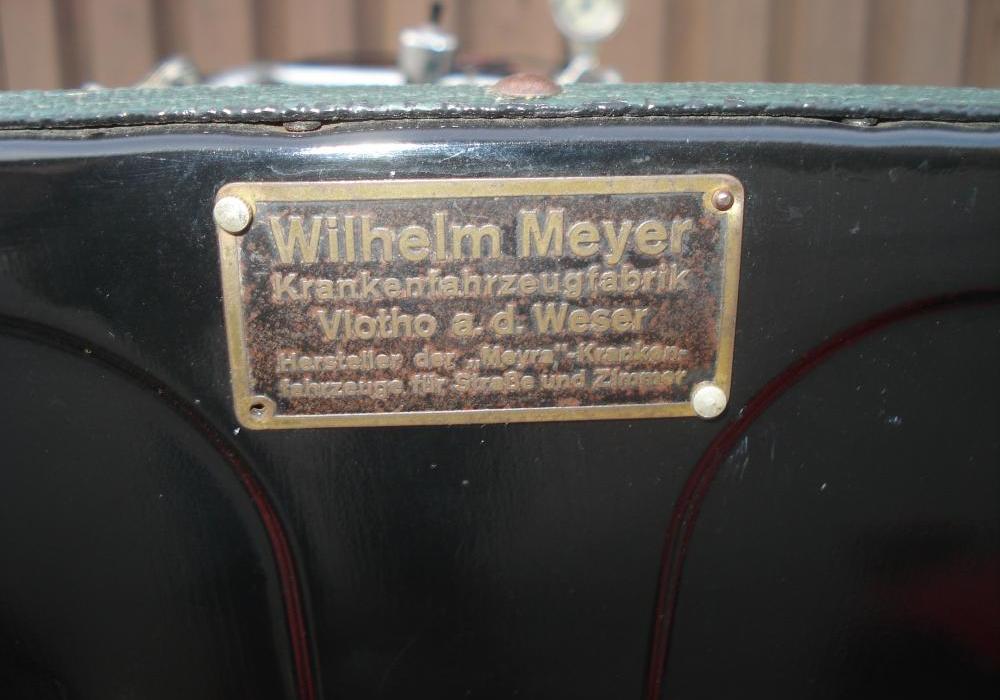 Wilhelm Meyer
Krankenfahrzeugfabrik
Vlotho a. d. Weser
Hersteller der „Meyra"-Kranken-
fahrzeuge für Straße und Zimmer